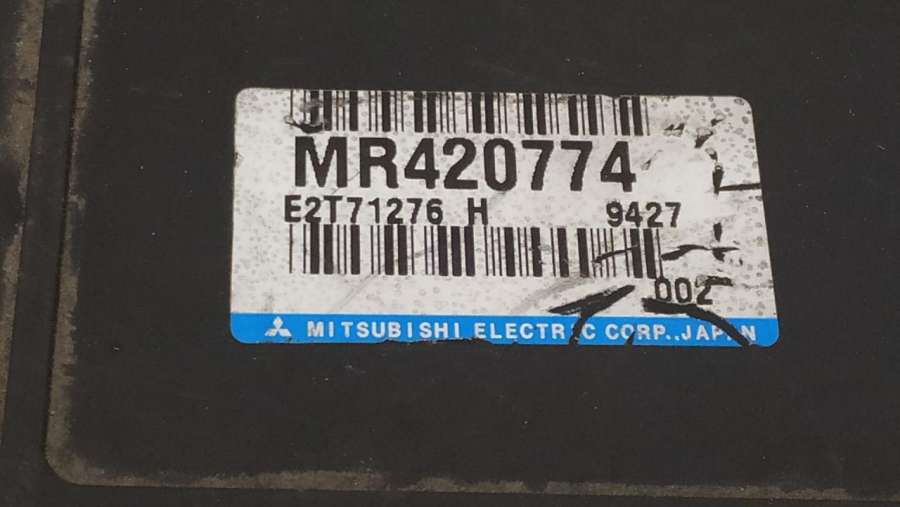 MR420774
E2T71276 H 9427
002
MITSUBISHI ELECTRIC CORP., JAPAN